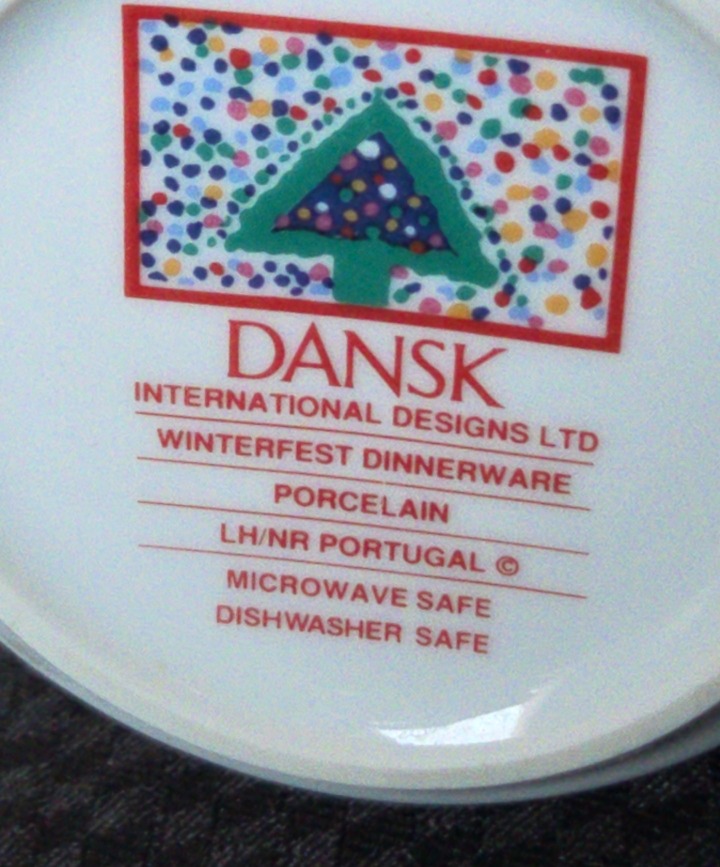 DANSK
INTERNATIONAL DESIGNS LTD
WINTERFEST DINNERWARE
PORCELAIN
LH/NR PORTUGAL ©
MICROWAVE SAFE
DISHWASHER SAFE